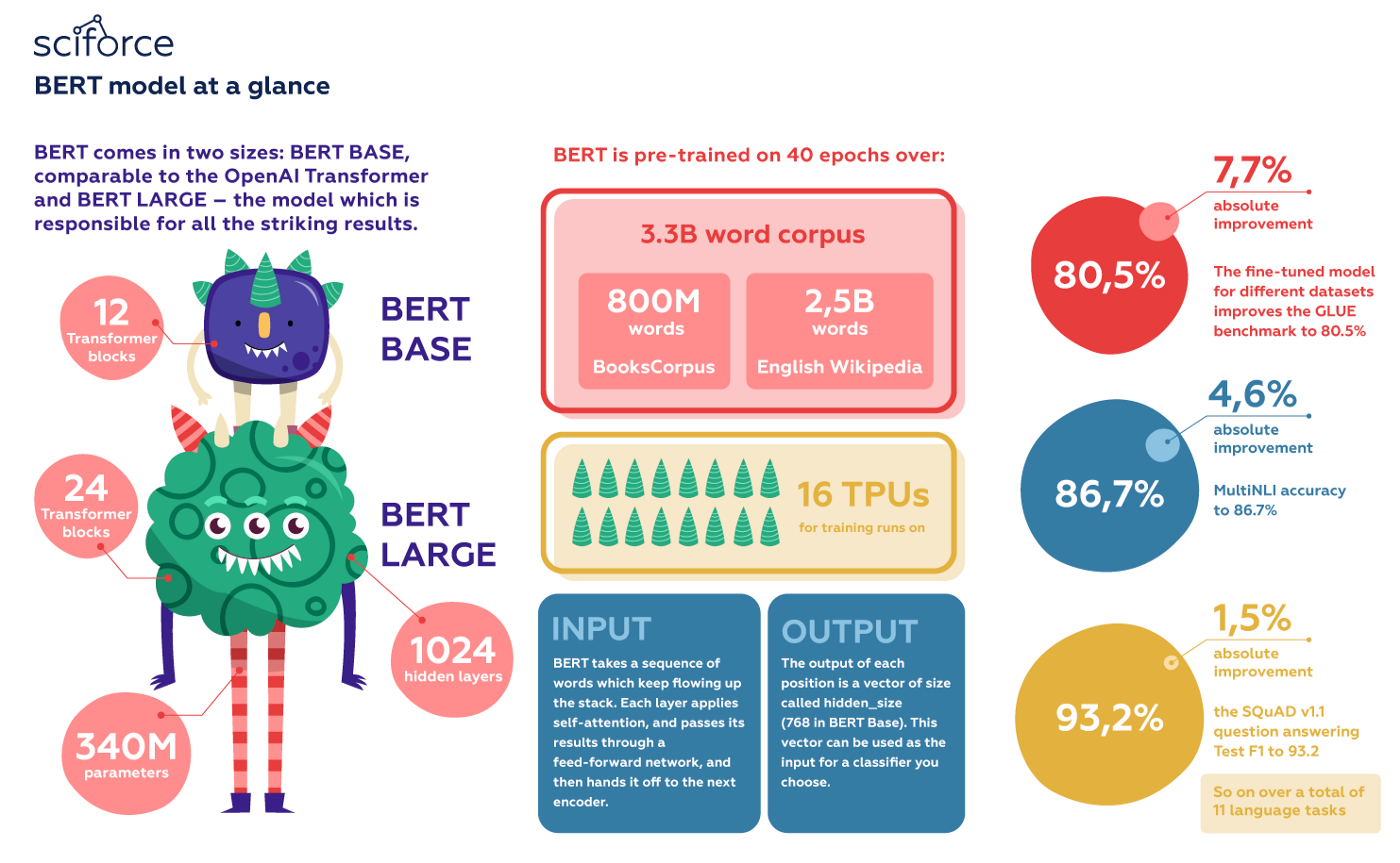 sciforce
BERT model at a glance
BERT comes in two sizes: BERT BASE,
comparable to the OpenAI Transformer
and BERT LARGE – the model which is
responsible for all the striking results.
12
Transformer
blocks
BERT
BASE
24
Transformer
blocks
BERT
LARGE
1024
hidden layers
340M
parameters
BERT is pre-trained on 40 epochs over:
3.3B word corpus
800M
words
BooksCorpus
2,5B
words
English Wikipedia
16 TPUs
for training runs on
INPUT
BERT takes a sequence of
words which keep flowing up
the stack. Each layer applies
self-attention, and passes its
results through a
feed-forward network, and
then hands it off to the next
encoder.
OUTPUT
The output of each
position is a vector of size
called hidden_size
(768 in BERT Base). This
vector can be used as the
input for a classifier you
choose.
7,7%
absolute
improvement
80,5%
The fine-tuned model
for different datasets
improves the GLUE
benchmark to 80.5%
4,6%
absolute
improvement
86,7%
MultiNLI accuracy
to 86.7%
1,5%
absolute
improvement
93,2%
the SQuAD v1.1
question answering
Test F1 to 93.2
So on over a total of
11 language tasks